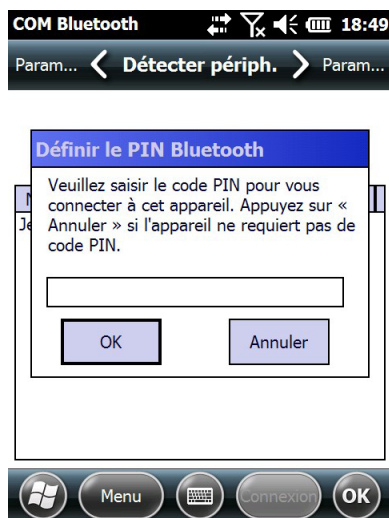 COM Bluetooth 18:49
Param... Détecter périph. Param...
Définir le PIN Bluetooth
Veuillez saisir le code PIN pour vous
connecter à cet appareil. Appuyez sur «
Annuler » si l'appareil ne requiert pas de
code PIN.
OK Annuler
Menu Connexion OK